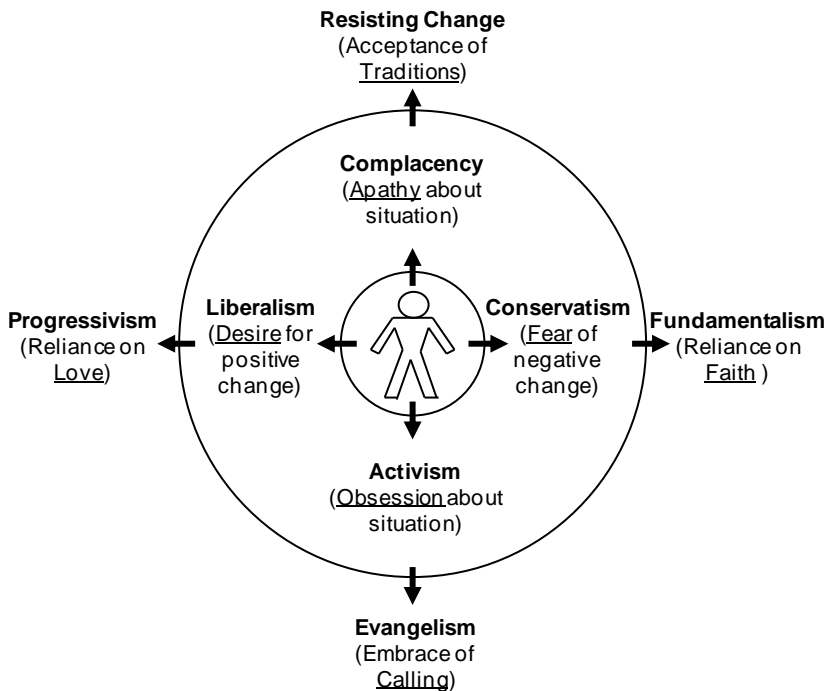 Resisting Change
(Acceptance of
Traditions)
Complacency
(Apathy about
situation)
Progressivism
(Reliance on
Love)
Liberalism
(Desire for
positive
change)
Conservatism
(Fear of
negative
change)
Fundamentalism
(Reliance on
Faith )
Activism
(Obsession about
situation)
Evangelism
(Embrace of
Calling)